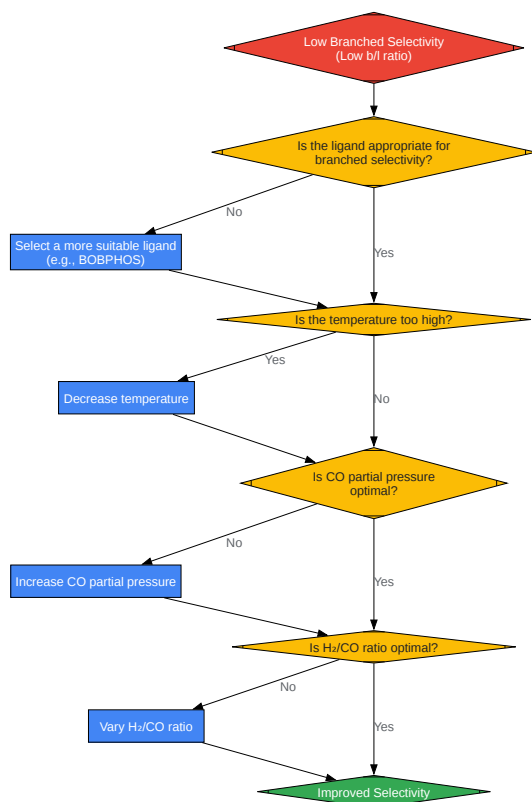 Low Branched Selectivity
(Low b/l ratio)
Is the ligand appropriate for
branched selectivity?
No
Yes
Select a more suitable ligand
(e.g., BOBPHOS)
Is the temperature too high?
Yes
No
Decrease temperature
Is CO partial pressure
optimal?
No
Yes
Increase CO partial pressure
Is H₂/CO ratio optimal?
No
Yes
Vary H₂/CO ratio
Improved Selectivity